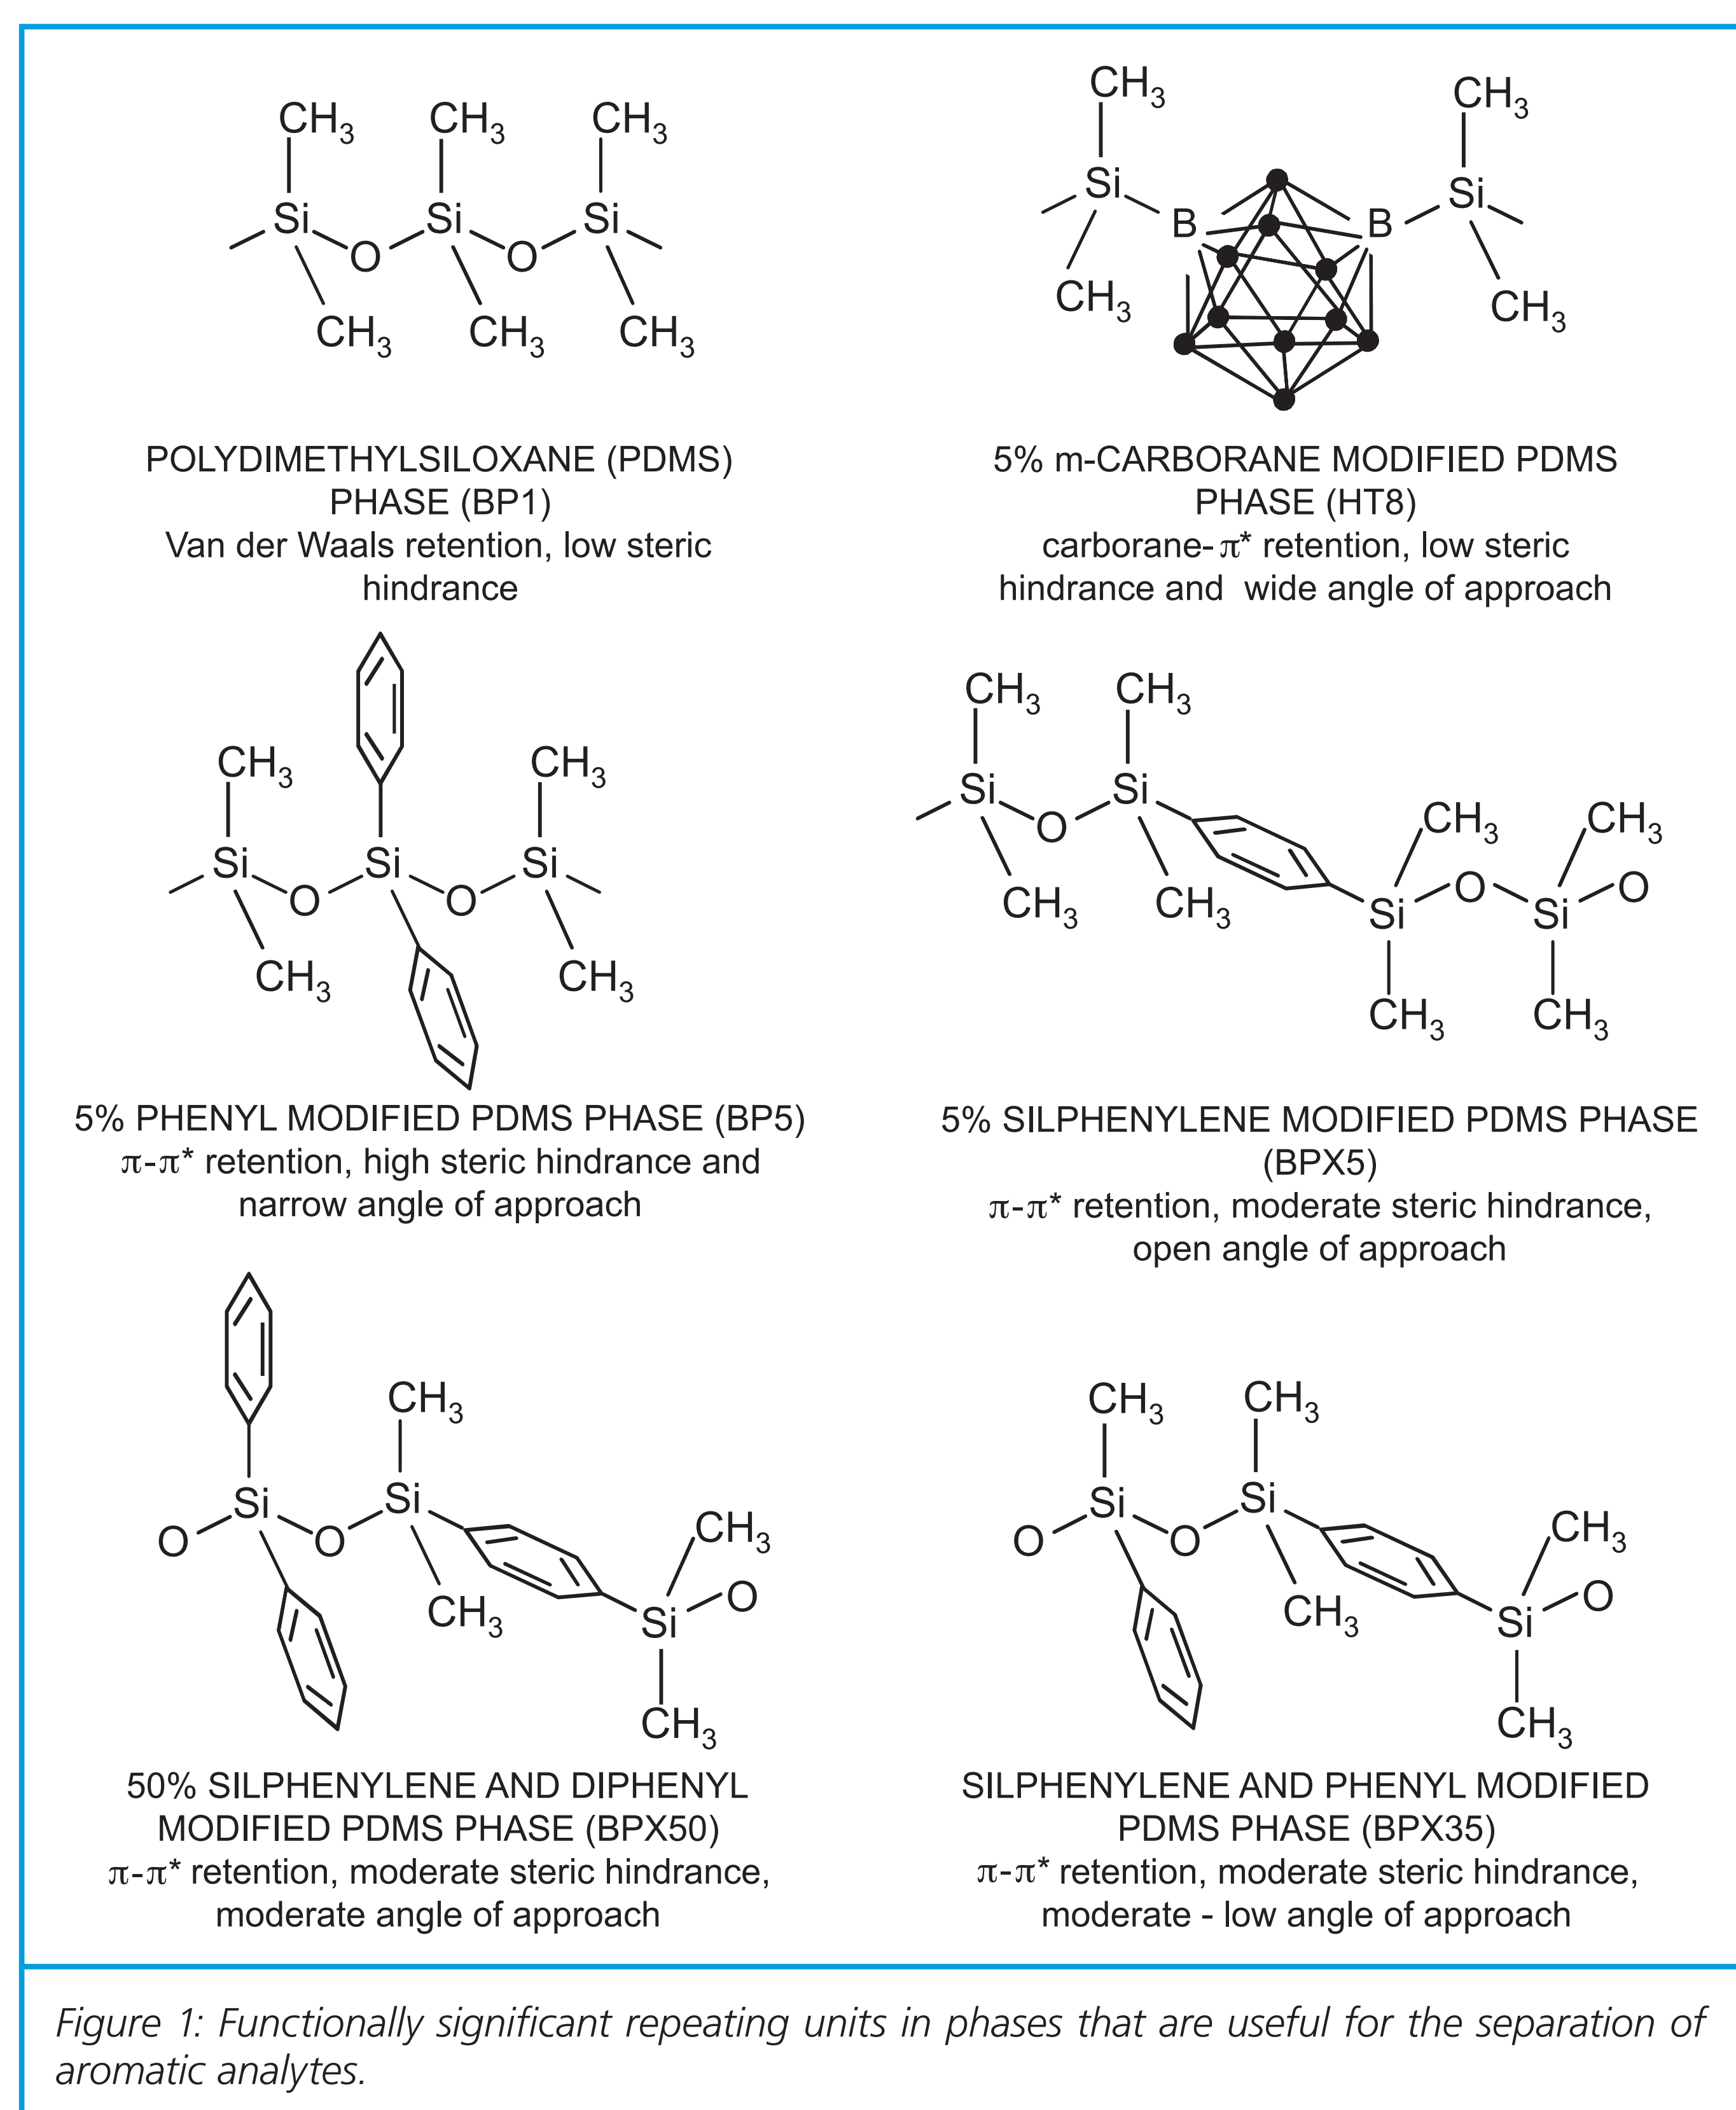 CH3 CH3 CH3
Si Si Si
O O
CH3 CH3 CH3
POLYDIMETHYLSILOXANE (PDMS)
PHASE (BP1)
Van der Waals retention, low steric
hindrance
CH3 CH3
Si Si
B B
CH3 CH3
5% m-CARBORANE MODIFIED PDMS
PHASE (HT8)
carborane-π* retention, low steric
hindrance and wide angle of approach
CH3 CH3
Si Si Si
O O
CH3 CH3
5% PHENYL MODIFIED PDMS PHASE (BP5)
π-π* retention, high steric hindrance and
narrow angle of approach
CH3 CH3
Si Si
O
CH3 CH3
CH3 CH3
O O
Si Si
CH3 CH3
5% SILPHENYLENE MODIFIED PDMS PHASE
(BPX5)
π-π* retention, moderate steric hindrance,
open angle of approach
CH3
Si Si
O O
CH3
CH3
O
Si
CH3
50% SILPHENYLENE AND DIPHENYL
MODIFIED PDMS PHASE (BPX50)
π-π* retention, moderate steric hindrance,
moderate angle of approach
CH3 CH3
Si Si
O O
CH3
CH3
O
Si
CH3
SILPHENYLENE AND PHENYL MODIFIED
PDMS PHASE (BPX35)
π-π* retention, moderate steric hindrance,
moderate - low angle of approach
Figure 1: Functionally significant repeating units in phases that are useful for the separation of
aromatic analytes.